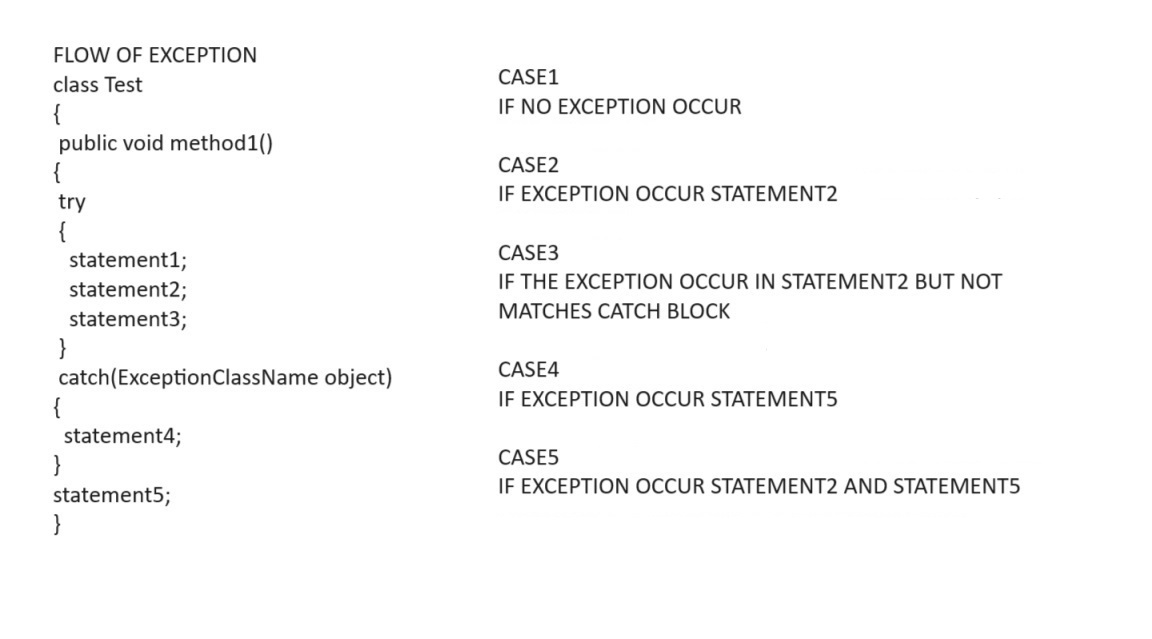 FLOW OF EXCEPTION
class Test
{
public void method1()
{
try
{
statement1;
statement2;
statement3;
}
catch(ExceptionClassName object)
{
statement4;
}
statement5;
}
CASE1
IF NO EXCEPTION OCCUR
CASE2
IF EXCEPTION OCCUR STATEMENT2
CASE3
IF THE EXCEPTION OCCUR IN STATEMENT2 BUT NOT
MATCHES CATCH BLOCK
CASE4
IF EXCEPTION OCCUR STATEMENT5
CASE5
IF EXCEPTION OCCUR STATEMENT2 AND STATEMENT5